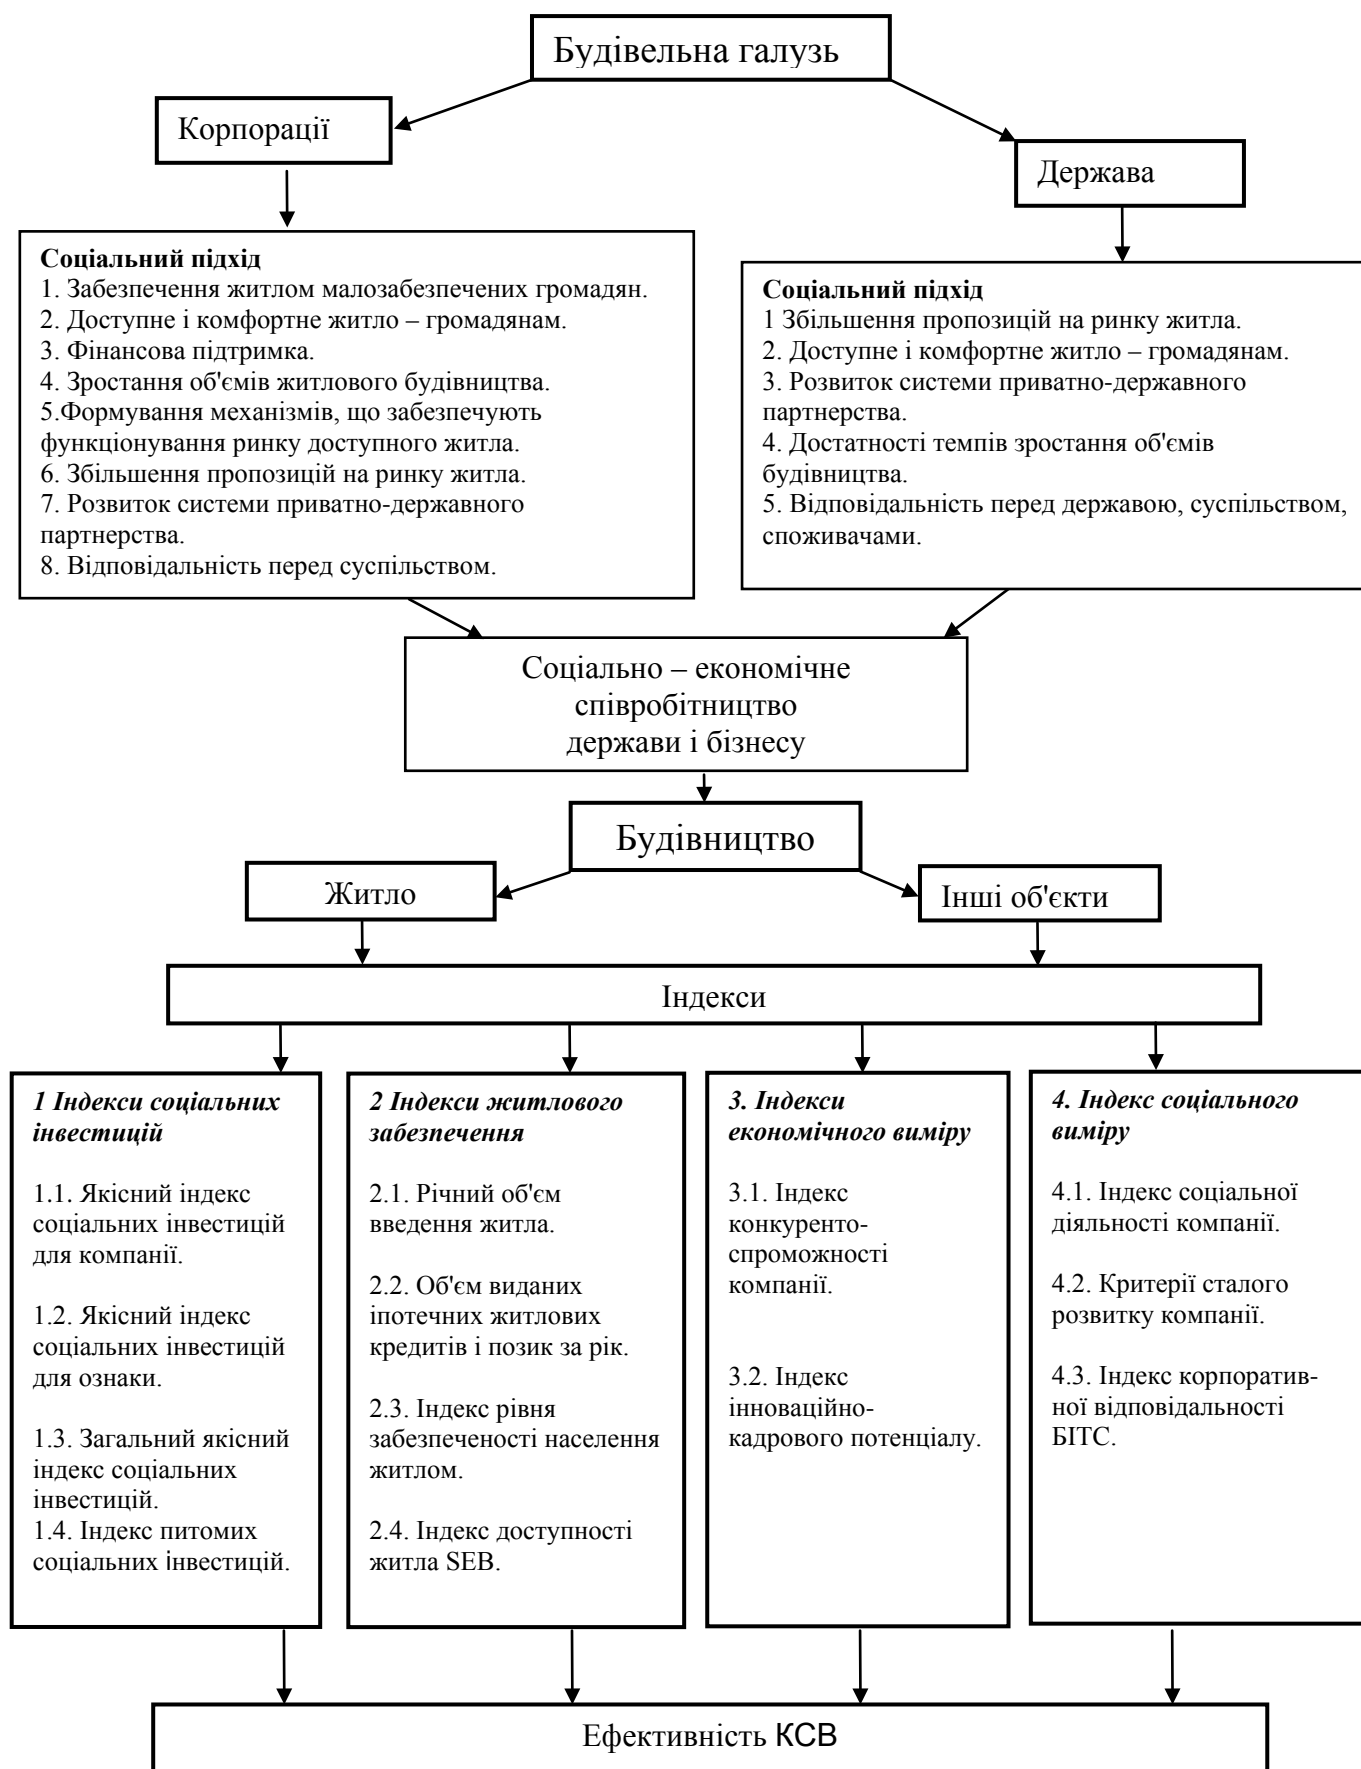 Будівельна галузь
Корпорації
Держава
Соціальний підхід
1. Забезпечення житлом малозабезпечених громадян.
2. Доступне і комфортне житло – громадянам.
3. Фінансова підтримка.
4. Зростання об'ємів житлового будівництва.
5.Формування механізмів, що забезпечують
функціонування ринку доступного житла.
6. Збільшення пропозицій на ринку житла.
7. Розвиток системи приватно-державного
партнерства.
8. Відповідальність перед суспільством.
Соціальний підхід
1 Збільшення пропозицій на ринку житла.
2. Доступне і комфортне житло – громадянам.
3. Розвиток системи приватно-державного
партнерства.
4. Достатності темпів зростання об'ємів
будівництва.
5. Відповідальність перед державою, суспільством,
споживачами.
Соціально – економічне
співробітництво
держави і бізнесу
Будівництво
Житло
Інші об'єкти
Індекси
1 Індекси соціальних
інвестицій
1.1. Якісний індекс
соціальних інвестицій
для компанії.
1.2. Якісний індекс
соціальних інвестицій
для ознаки.
1.3. Загальний якісний
індекс соціальних
інвестицій.
1.4. Індекс питомих
соціальних інвестицій.
2 Індекси житлового
забезпечення
2.1. Річний об'єм
введення житла.
2.2. Об'єм виданих
іпотечних житлових
кредитів і позик за рік.
2.3. Індекс рівня
забезпеченості населення
житлом.
2.4. Індекс доступності
житла SEB.
3. Індекси
економічного виміру
3.1. Індекс
конкуренто-
спроможності
компанії.
3.2. Індекс
інноваційно-
кадрового потенціалу.
4. Індекс соціального
виміру
4.1. Індекс соціальної
діяльності компанії.
4.2. Критерії сталого
розвитку компанії.
4.3. Індекс корпоратив-
ної відповідальності
БІТС.
Ефективність КСВ